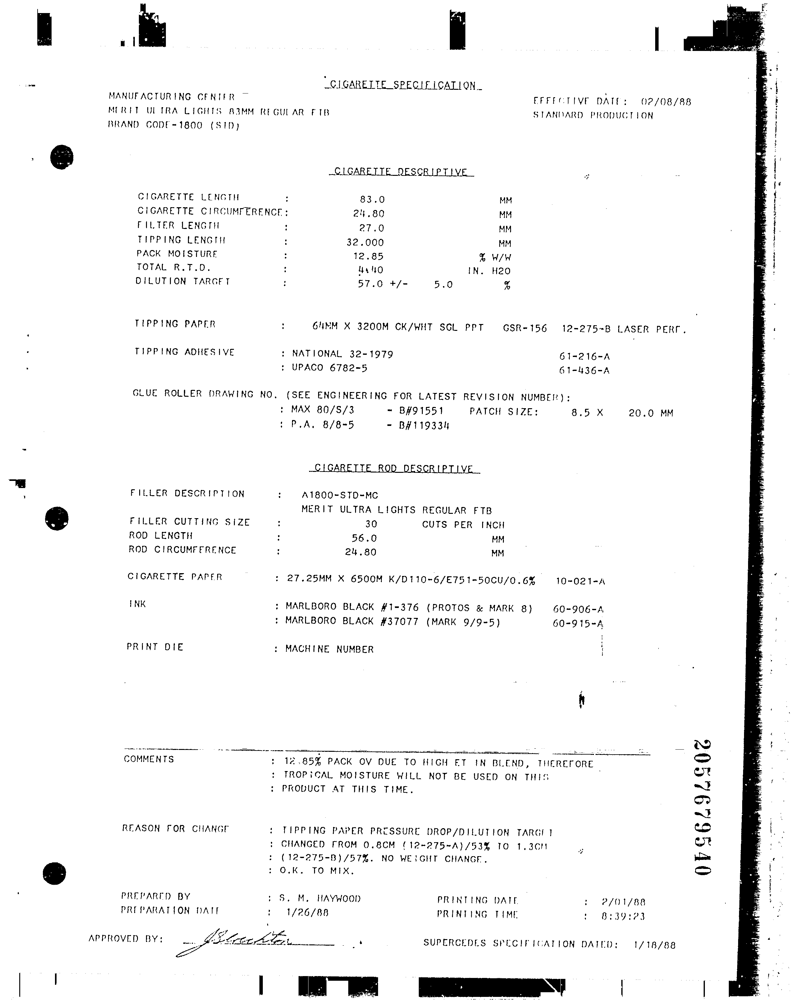 CIGARETTE SPECIFICATION
MANUFACTURING CENTER
EFFECTIVE DATE: 02/08/88
MERIT ULTRA LIGHTS 83MM REGULAR FTB
STANDARD PRODUCTION
BRAND CODE-1800 (STD)
CIGARETTE DESCRIPTIVE
CIGARETTE LENGTH : 83.0 MM
CIGARETTE CIRCUMFERENCE: 24.80 MM
FILTER LENGTH : 27.0 MM
TIPPING LENGTH : 32.000 MM
PACK MOISTURE : 12.85 % W/W
TOTAL R.T.D. : 4.40 IN. H2O
DILUTION TARGET : 57.0 +/- 5.0 %
TIPPING PAPER : 64MM X 3200M CK/WHT SGL PPT GSR-156 12-275-B LASER PERF.
TIPPING ADHESIVE : NATIONAL 32-1979 61-216-A
: UPACO 6782-5 61-436-A
GLUE ROLLER DRAWING NO. (SEE ENGINEERING FOR LATEST REVISION NUMBER):
: MAX 80/S/3 - B#91551 PATCH SIZE: 8.5 X 20.0 MM
: P.A. 8/8-5 - B#119334
CIGARETTE ROD DESCRIPTIVE
FILLER DESCRIPTION : A1800-STD-MC
MERIT ULTRA LIGHTS REGULAR FTB
FILLER CUTTING SIZE : 30 CUTS PER INCH
ROD LENGTH : 56.0 MM
ROD CIRCUMFERENCE : 24.80 MM
CIGARETTE PAPER : 27.25MM X 6500M K/D110-6/E751-50CU/0.6% 10-021-A
INK : MARLBORO BLACK #1-376 (PROTOS & MARK 8) 60-906-A
: MARLBORO BLACK #37077 (MARK 9/9-5) 60-915-A
PRINT DIE : MACHINE NUMBER
COMMENTS : 12.85% PACK OV DUE TO HIGH ET IN BLEND, THEREFORE
: TROPICAL MOISTURE WILL NOT BE USED ON THIS
: PRODUCT AT THIS TIME.
REASON FOR CHANGE : TIPPING PAPER PRESSURE DROP/DILUTION TARGET
: CHANGED FROM 0.8CM (12-275-A)/53% TO 1.3CM
: (12-275-B)/57%. NO WEIGHT CHANGE.
: O.K. TO MIX.
PREPARED BY : S. M. HAYWOOD PRINTING DATE : 2/01/88
PREPARATION DATE : 1/26/88 PRINTING TIME : 8:39:23
APPROVED BY:
SUPERCEDES SPECIFICATION DATED: 1/18/88
2057679540